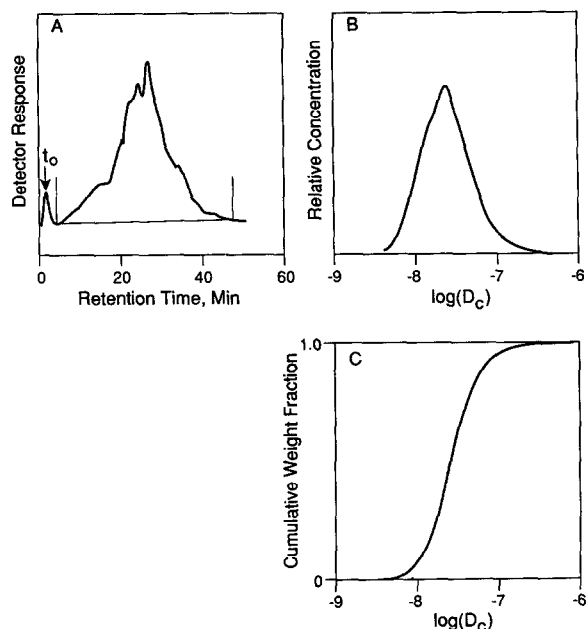 A
Detector Response
to
0
20
40
60
Retention Time, Min
B
Relative Concentration
-9
-8
-7
-6
log(Dc)
C
Cumulative Weight Fraction
1.0
0
-9
-8
-7
-6
log(Dc)